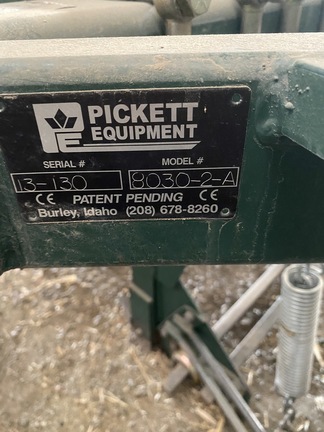 PICKETT
EQUIPMENT
SERIAL # MODEL #
13-130 8030-2-A
CE PATENT PENDING CE
Burley, Idaho (208) 678-8260